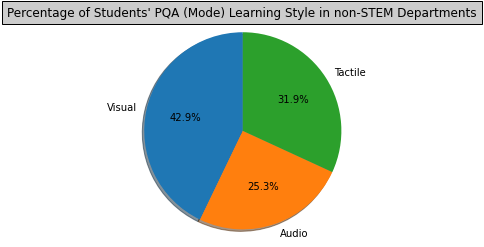 Percentage of Students' PQA (Mode) Learning Style in non-STEM Departments
Tactile
31.9%
Visual
42.9%
25.3%
Audio